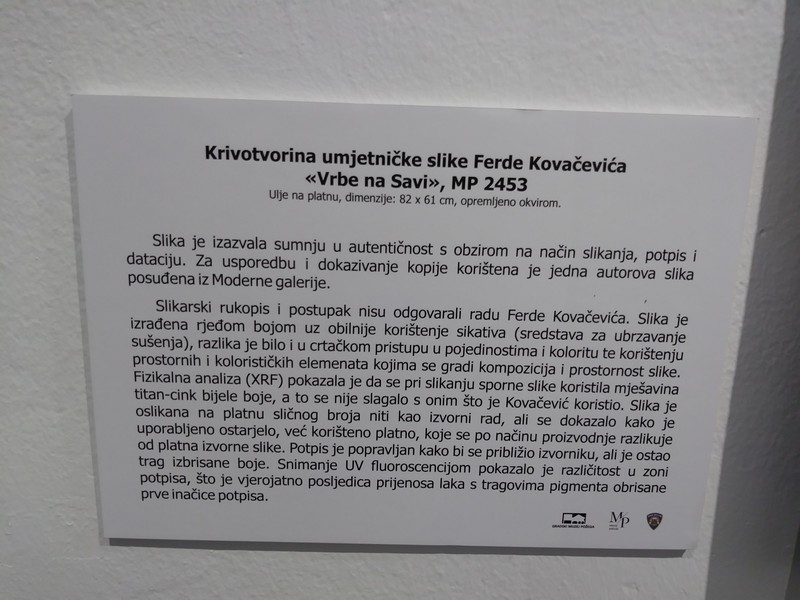 Krivotvorina umjetničke slike Ferde Kovačevića
«Vrbe na Savi», MP 2453
Ulje na platnu, dimenzije: 82 x 61 cm, opremljeno okvirom.
Slika je izazvala sumnju u autentičnost s obzirom na način slikanja, potpis i
dataciju. Za usporedbu i dokazivanje kopije korištena je jedna autorova slika
posuđena iz Moderne galerije.
Slikarski rukopis i postupak nisu odgovarali radu Ferde Kovačevića. Slika je
izrađena rjeđom bojom uz obilnije korištenje sikativa (sredstava za ubrzavanje
sušenja), razlika je bilo i u crtačkom pristupu u pojedinostima i koloritu te korištenju
prostornih i kolorističkih elemenata kojima se gradi kompozicija i prostornost slike.
Fizikalna analiza (XRF) pokazala je da se pri slikanju sporne slike koristila mješavina
titan-cink bijele boje, a to se nije slagalo s onim što je Kovačević koristio. Slika je
oslikana na platnu sličnog broja niti kao izvorni rad, ali se dokazalo kako je
uporabljeno ostarjelo, već korišteno platno, koje se po načinu proizvodnje razlikuje
od platna izvorne slike. Potpis je popravljan kako bi se približio izvorniku, ali je ostao
trag izbrisane boje. Snimanje UV fluoroscencijom pokazalo je različitost u zoni
potpisa, što je vjerojatno posljedica prijenosa laka s tragovima pigmenta obrisane
prve inačice potpisa.
GRADSKI MUZEJ POŽEGA
MP